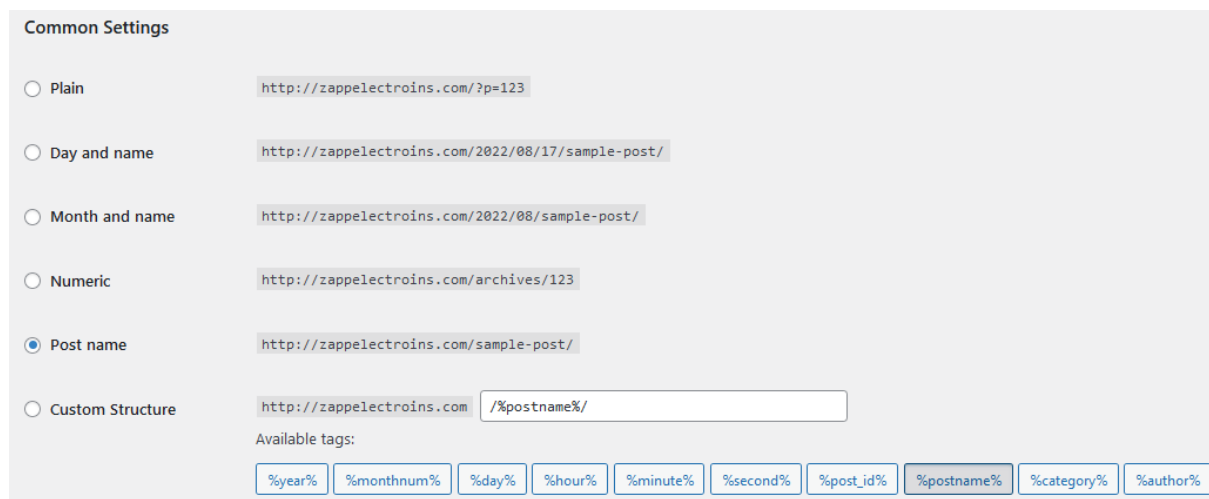 Common Settings
Plain http://zappelectroins.com/?p=123
Day and name http://zappelectroins.com/2022/08/17/sample-post/
Month and name http://zappelectroins.com/2022/08/sample-post/
Numeric http://zappelectroins.com/archives/123
Post name http://zappelectroins.com/sample-post/
Custom Structure http://zappelectroins.com /%postname%/
Available tags:
%year% %monthnum% %day% %hour% %minute% %second% %post_id% %postname% %category% %author%